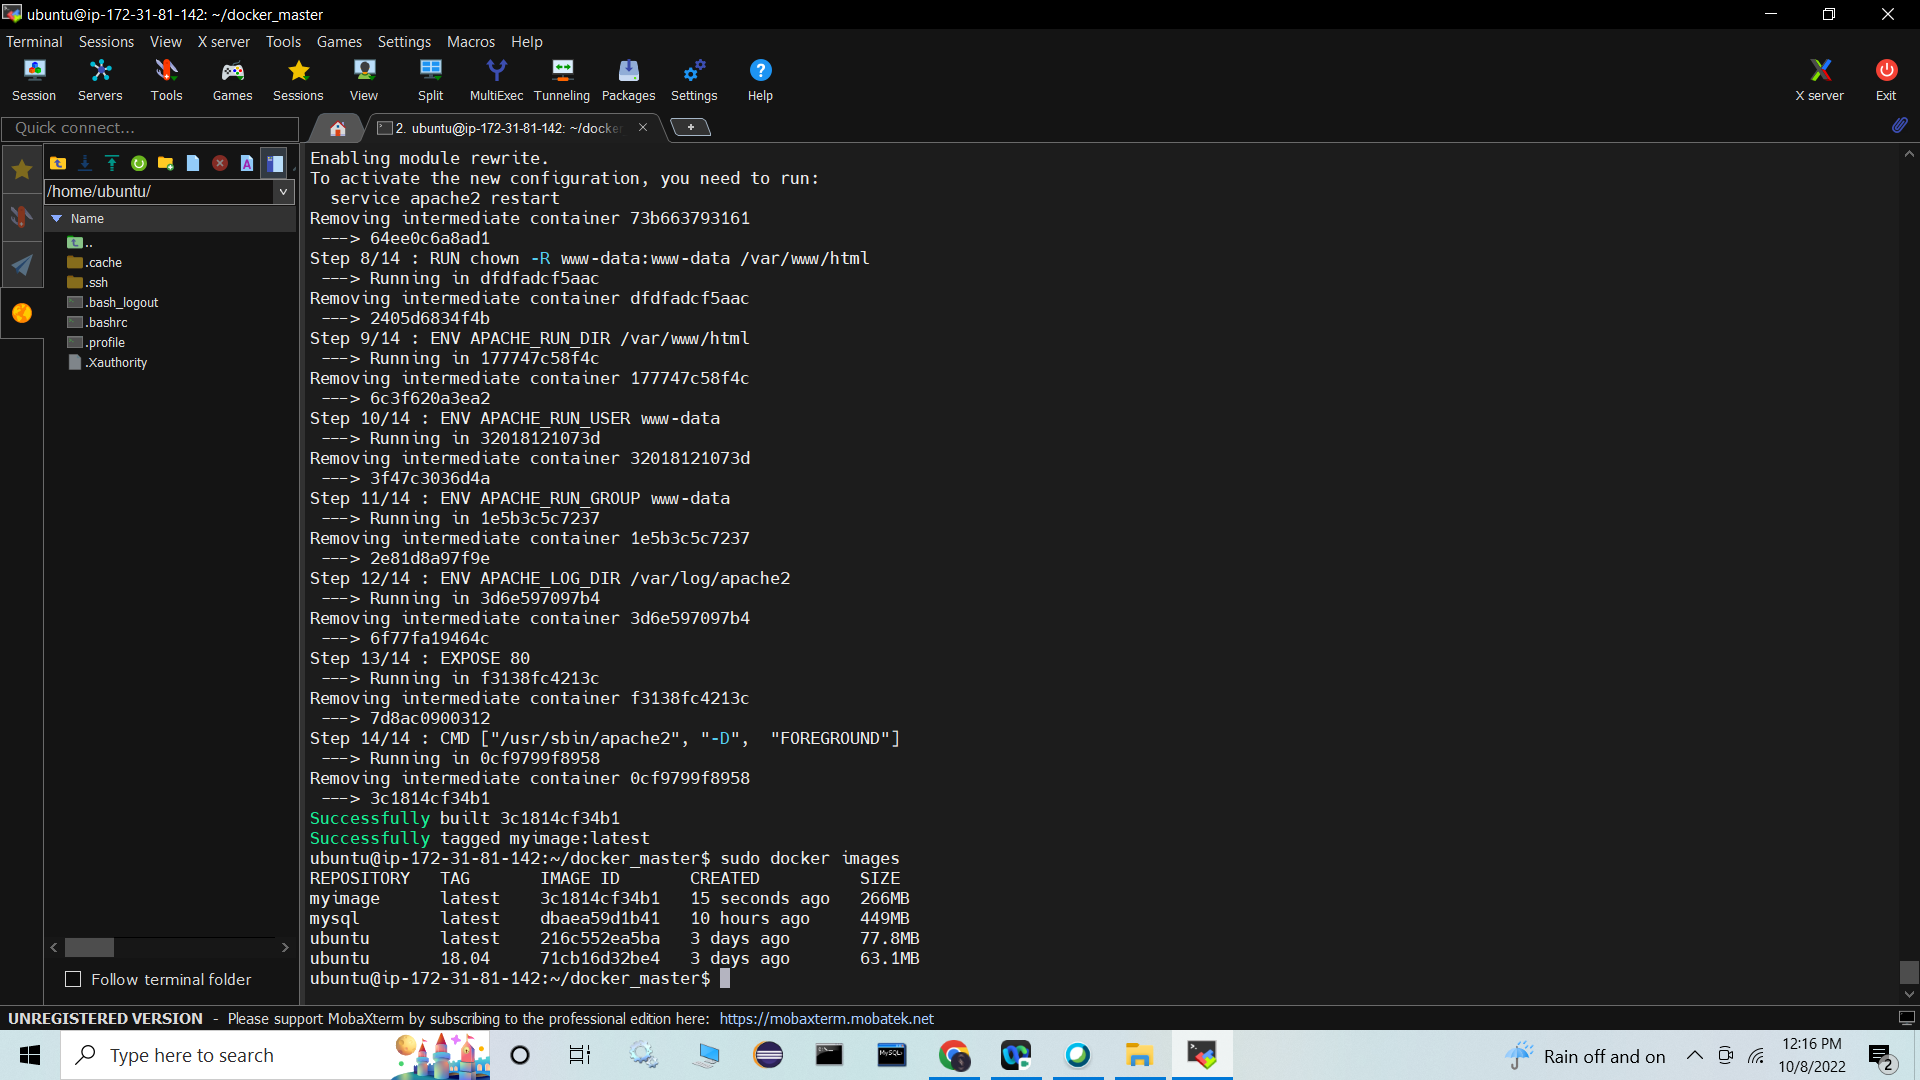 ubuntu@ip-172-31-81-142: ~/docker_master
Terminal Sessions View X server Tools Games Settings Macros Help
Session Servers Tools Games Sessions View Split MultiExec Tunneling Packages Settings Help X server Exit
Quick connect...
2. ubuntu@ip-172-31-81-142: ~/docke
/home/ubuntu/
Name
..
.cache
.ssh
.bash_logout
.bashrc
.profile
.Xauthority
Follow terminal folder
Enabling module rewrite.
To activate the new configuration, you need to run:
service apache2 restart
Removing intermediate container 73b663793161
---> 64ee0c6a8ad1
Step 8/14 : RUN chown -R www-data:www-data /var/www/html
---> Running in dfdfadcf5aac
Removing intermediate container dfdfadcf5aac
---> 2405d6834f4b
Step 9/14 : ENV APACHE_RUN_DIR /var/www/html
---> Running in 177747c58f4c
Removing intermediate container 177747c58f4c
---> 6c3f620a3ea2
Step 10/14 : ENV APACHE_RUN_USER www-data
---> Running in 32018121073d
Removing intermediate container 32018121073d
---> 3f47c3036d4a
Step 11/14 : ENV APACHE_RUN_GROUP www-data
---> Running in 1e5b3c5c7237
Removing intermediate container 1e5b3c5c7237
---> 2e81d8a97f9e
Step 12/14 : ENV APACHE_LOG_DIR /var/log/apache2
---> Running in 3d6e597097b4
Removing intermediate container 3d6e597097b4
---> 6f77fa19464c
Step 13/14 : EXPOSE 80
---> Running in f3138fc4213c
Removing intermediate container f3138fc4213c
---> 7d8ac0900312
Step 14/14 : CMD ["/usr/sbin/apache2", "-D",  "FOREGROUND"]
---> Running in 0cf9799f8958
Removing intermediate container 0cf9799f8958
---> 3c1814cf34b1
Successfully built 3c1814cf34b1
Successfully tagged myimage:latest
ubuntu@ip-172-31-81-142:~/docker_master$ sudo docker images
REPOSITORY TAG IMAGE ID CREATED SIZE
myimage latest 3c1814cf34b1 15 seconds ago 266MB
mysql latest dbaea59d1b41 10 hours ago 449MB
ubuntu latest 216c552ea5ba 3 days ago 77.8MB
ubuntu 18.04 71cb16d32be4 3 days ago 63.1MB
ubuntu@ip-172-31-81-142:~/docker_master$
UNREGISTERED VERSION - Please support MobaXterm by subscribing to the professional edition here: https://mobaxterm.mobatek.net
Type here to search
Rain off and on
12:16 PM
10/8/2022
2